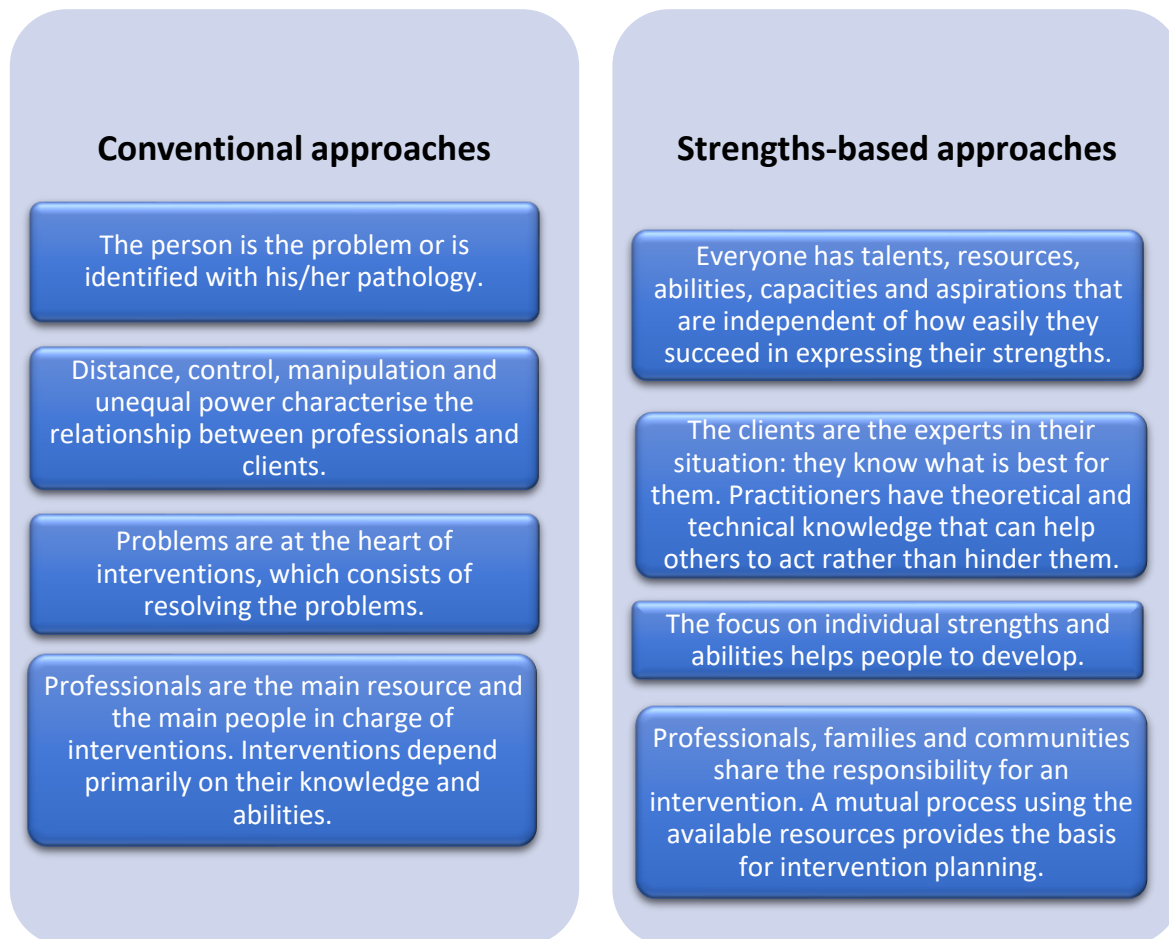 Conventional approaches
The person is the problem or is
identified with his/her pathology.
Distance, control, manipulation and
unequal power characterise the
relationship between professionals and
clients.
Problems are at the heart of
interventions, which consists of
resolving the problems.
Professionals are the main resource and
the main people in charge of
interventions. Interventions depend
primarily on their knowledge and
abilities.
Strengths-based approaches
Everyone has talents, resources,
abilities, capacities and aspirations that
are independent of how easily they
succeed in expressing their strengths.
The clients are the experts in their
situation: they know what is best for
them. Practitioners have theoretical and
technical knowledge that can help
others to act rather than hinder them.
The focus on individual strengths and
abilities helps people to develop.
Professionals, families and communities
share the responsibility for an
intervention. A mutual process using the
available resources provides the basis
for intervention planning.